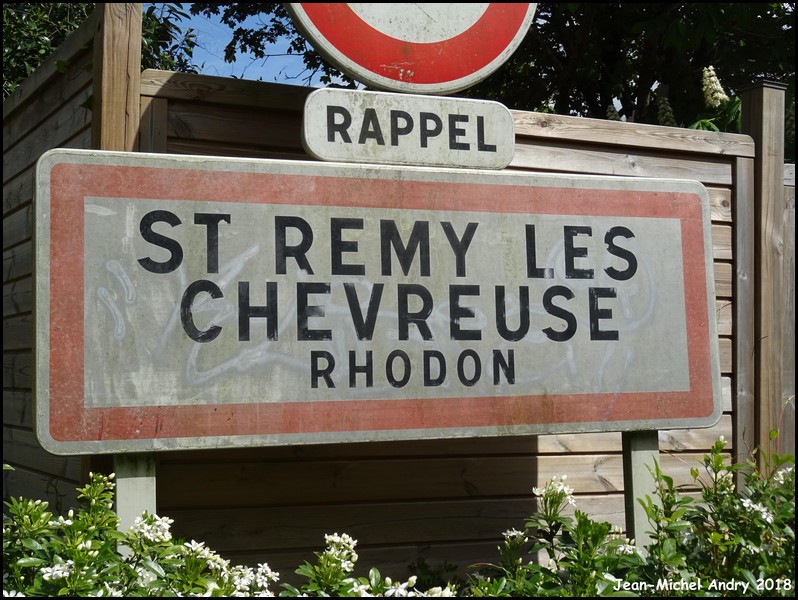 RAPPEL
ST REMY LES
CHEVREUSE
RHODON
Jean-Michel Andry 2018